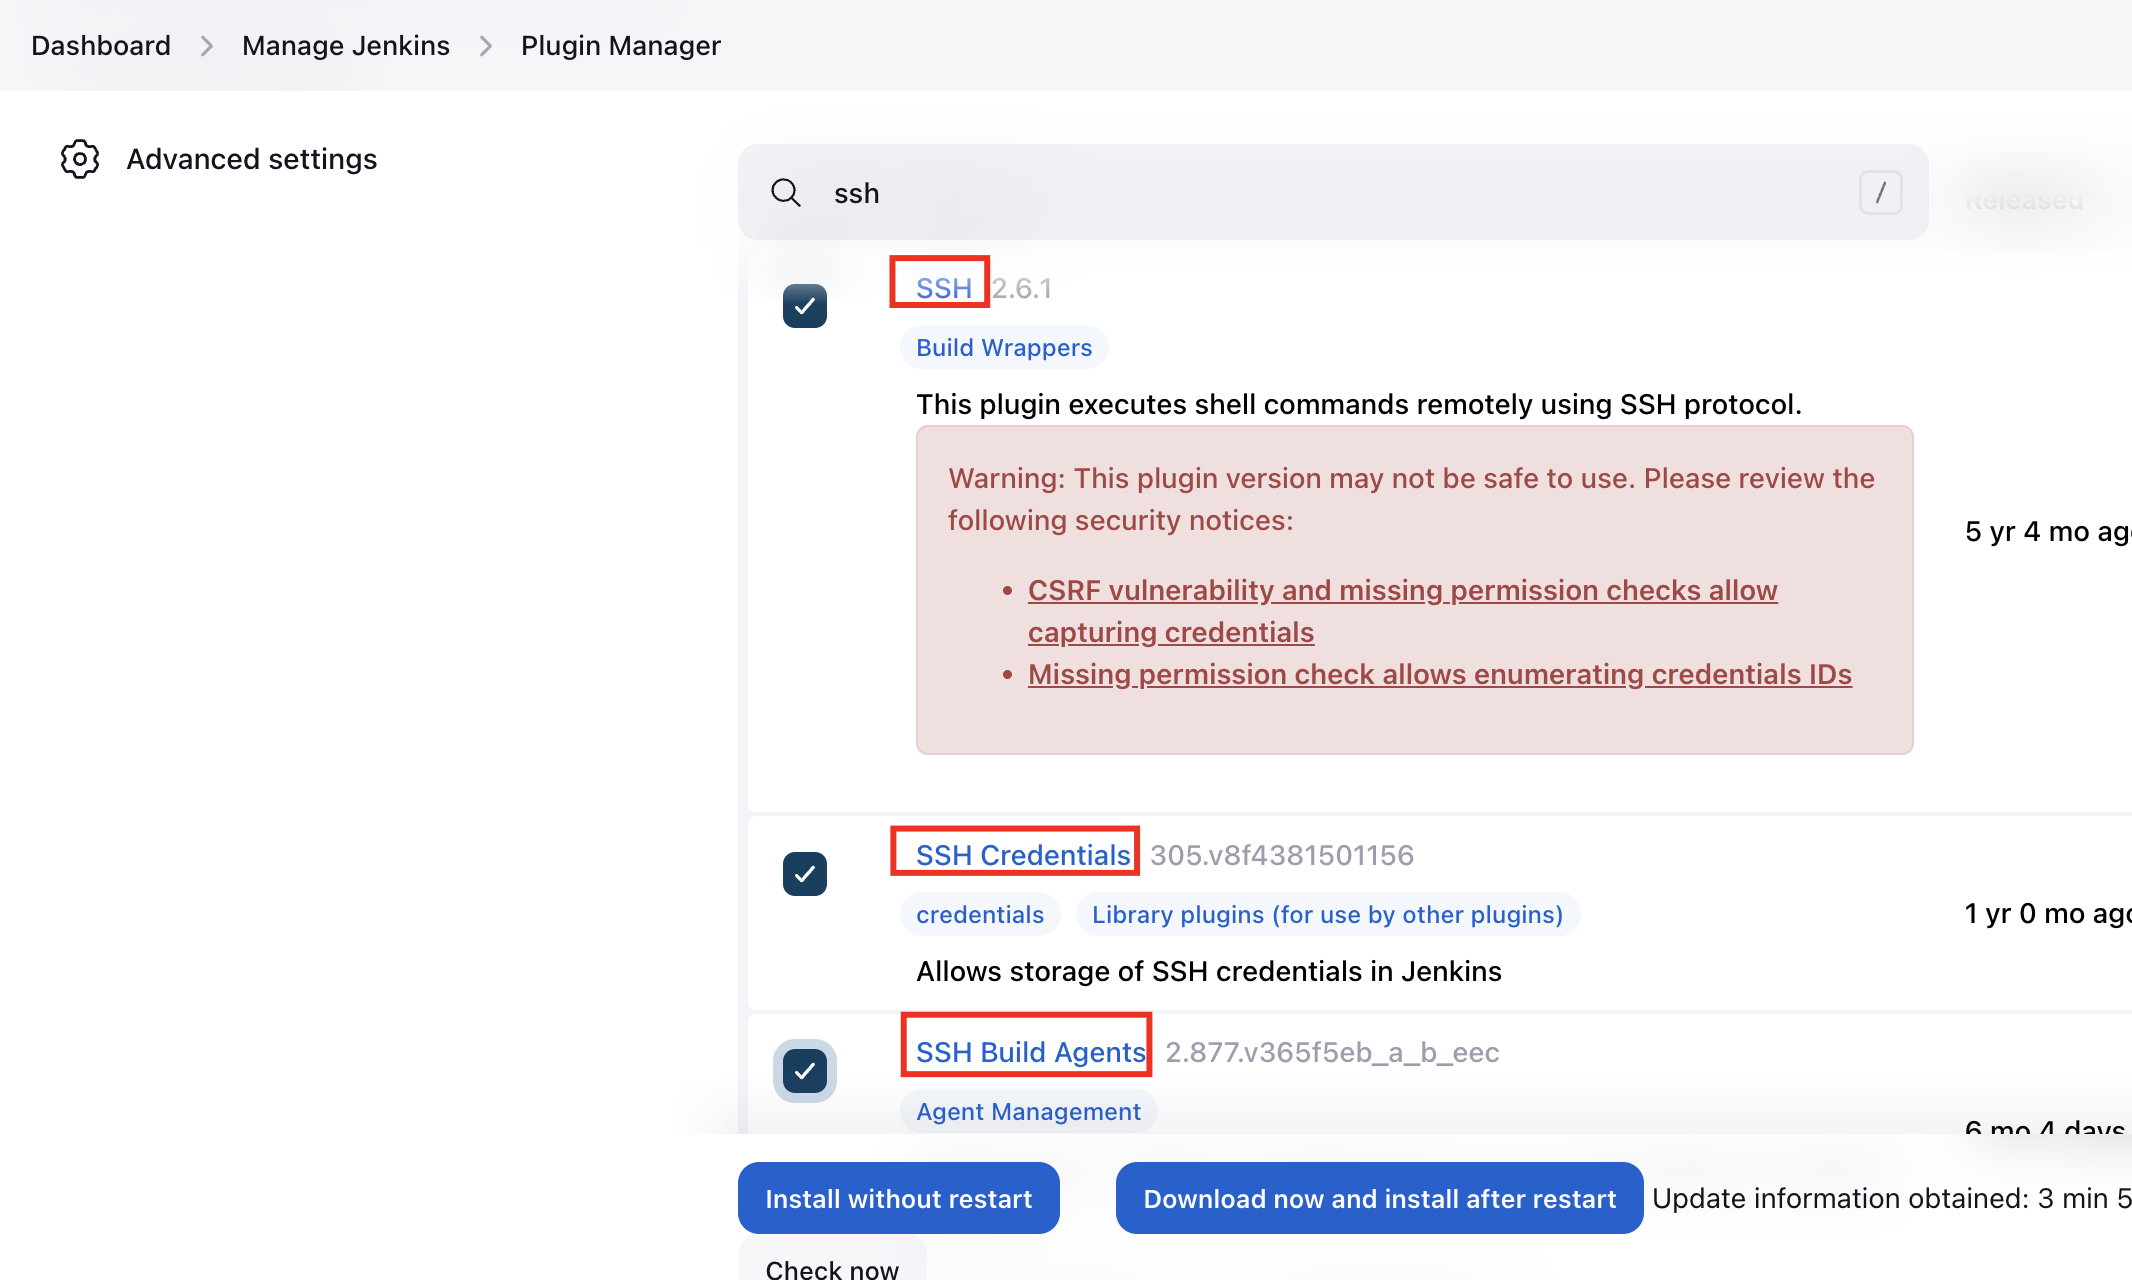 Dashboard > Manage Jenkins > Plugin Manager
Advanced settings
ssh /
Released
SSH 2.6.1
Build Wrappers
This plugin executes shell commands remotely using SSH protocol.
Warning: This plugin version may not be safe to use. Please review the
following security notices:
• CSRF vulnerability and missing permission checks allow
capturing credentials
• Missing permission check allows enumerating credentials IDs
5 yr 4 mo ago
SSH Credentials 305.v8f4381501156
credentials Library plugins (for use by other plugins)
Allows storage of SSH credentials in Jenkins
1 yr 0 mo ago
SSH Build Agents 2.877.v365f5eb_a_b_eec
Agent Management
6 mo 4 days
Install without restart Download now and install after restart Update information obtained: 3 min 5
Check now